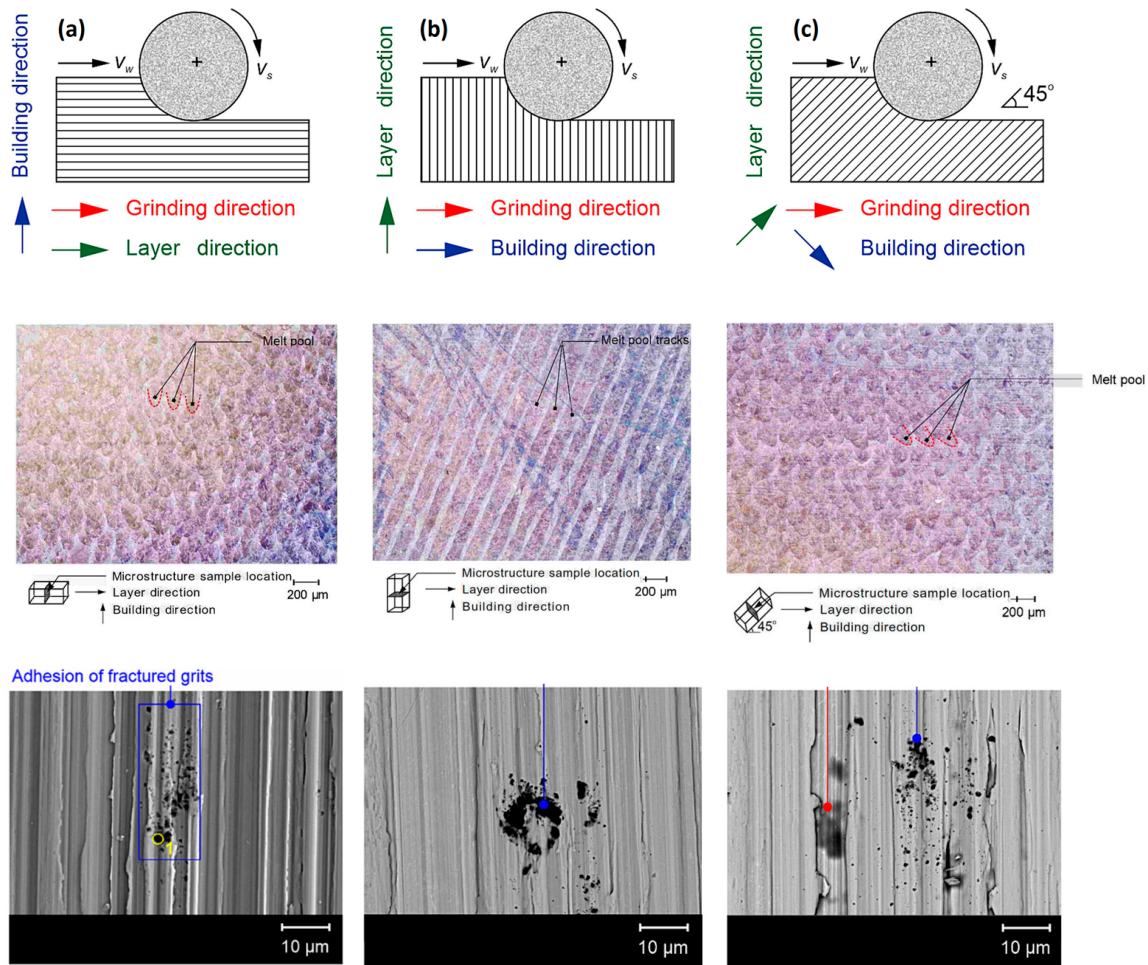 (a)
Building direction
V_w
V_s
Grinding direction
Layer direction
(b)
Layer direction
V_w
V_s
Grinding direction
Building direction
(c)
Layer direction
V_w
V_s
45°
Grinding direction
Building direction
Melt pool
Microstructure sample location
Layer direction
Building direction
200 µm
Melt pool tracks
Microstructure sample location
Layer direction
Building direction
200 µm
Melt pool
45°
Microstructure sample location
Layer direction
Building direction
200 µm
Adhesion of fractured grits
1
10 µm
10 µm
10 µm